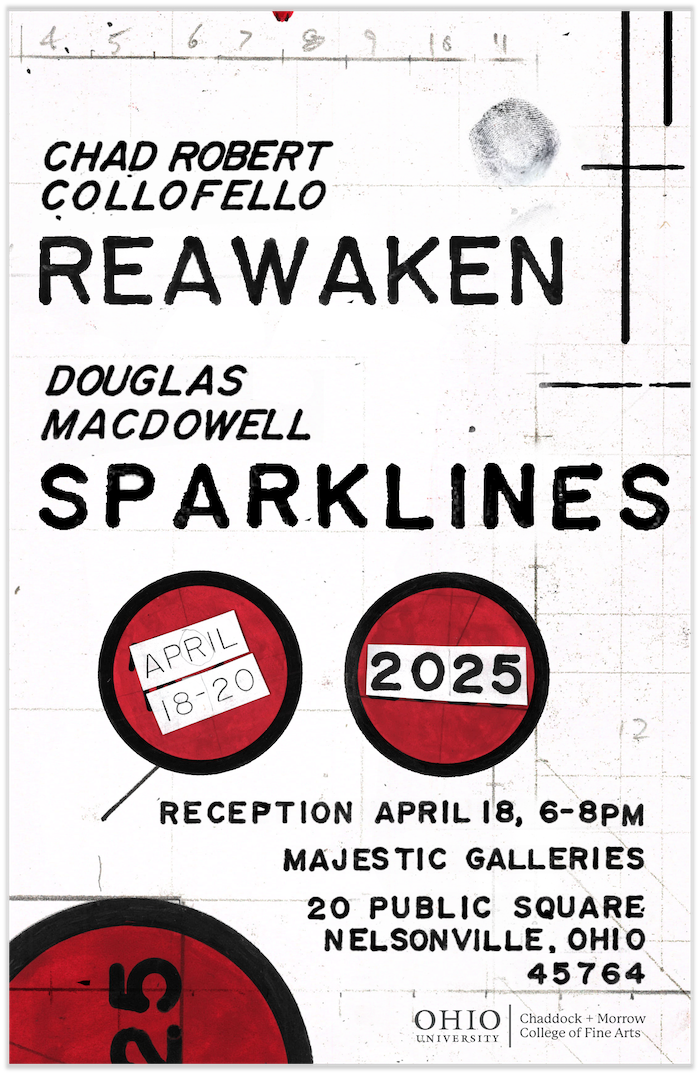 4 5 6 7 8 9 10 11
CHAD ROBERT
COLLOFELLO
REAWAKEN
DOUGLAS
MACDOWELL
SPARKLINES
APRIL
18-20
2025
12
RECEPTION APRIL 18, 6-8PM
MAJESTIC GALLERIES
20 PUBLIC SQUARE
NELSONVILLE, OHIO
45764
25
OHIO
UNIVERSITY
Chaddock + Morrow
College of Fine Arts